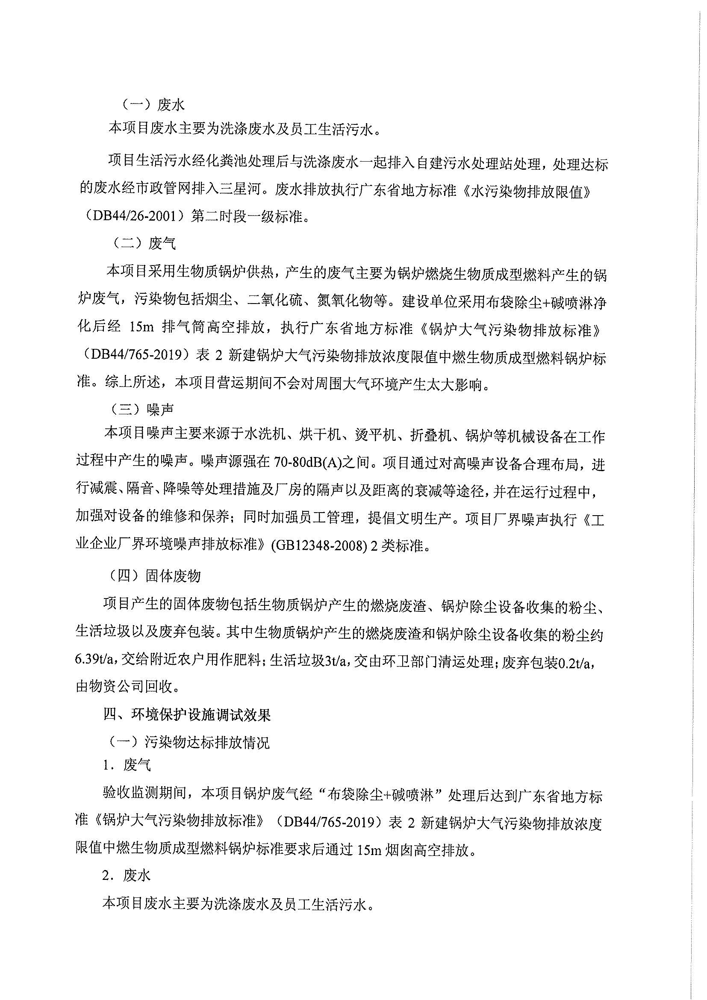 （一）废水
本项目废水主要为洗涤废水及员工生活污水。
项目生活污水经化粪池处理后与洗涤废水一起排入自建污水处理站处理，处理达标
的废水经市政管网排入三星河。废水排放执行广东省地方标准《水污染物排放限值》
（DB44/26-2001）第二时段一级标准。
（二）废气
本项目采用生物质锅炉供热，产生的废气主要为锅炉燃烧生物质成型燃料产生的锅
炉废气，污染物包括烟尘、二氧化硫、氮氧化物等。建设单位采用布袋除尘+碱喷淋净
化后经 15m 排气筒高空排放，执行广东省地方标准《锅炉大气污染物排放标准》
（DB44/765-2019）表 2 新建锅炉大气污染物排放浓度限值中燃生物质成型燃料锅炉标
准。综上所述，本项目营运期间不会对周围大气环境产生太大影响。
（三）噪声
本项目噪声主要来源于水洗机、烘干机、烫平机、折叠机、锅炉等机械设备在工作
过程中产生的噪声。噪声源强在 70-80dB(A)之间。项目通过对高噪声设备合理布局，进
行减震、隔音、降噪等处理措施及厂房的隔声以及距离的衰减等途径，并在运行过程中，
加强对设备的维修和保养；同时加强员工管理，提倡文明生产。项目厂界噪声执行《工
业企业厂界环境噪声排放标准》(GB12348-2008) 2 类标准。
（四）固体废物
项目产生的固体废物包括生物质锅炉产生的燃烧废渣、锅炉除尘设备收集的粉尘、
生活垃圾以及废弃包装。其中生物质锅炉产生的燃烧废渣和锅炉除尘设备收集的粉尘约
6.39t/a，交给附近农户用作肥料；生活垃圾3t/a，交由环卫部门清运处理；废弃包装0.2t/a，
由物资公司回收。
四、环境保护设施调试效果
（一）污染物达标排放情况
1．废气
验收监测期间，本项目锅炉废气经“布袋除尘+碱喷淋”处理后达到广东省地方标
准《锅炉大气污染物排放标准》（DB44/765-2019）表 2 新建锅炉大气污染物排放浓度
限值中燃生物质成型燃料锅炉标准要求后通过 15m 烟囱高空排放。
2．废水
本项目废水主要为洗涤废水及员工生活污水。